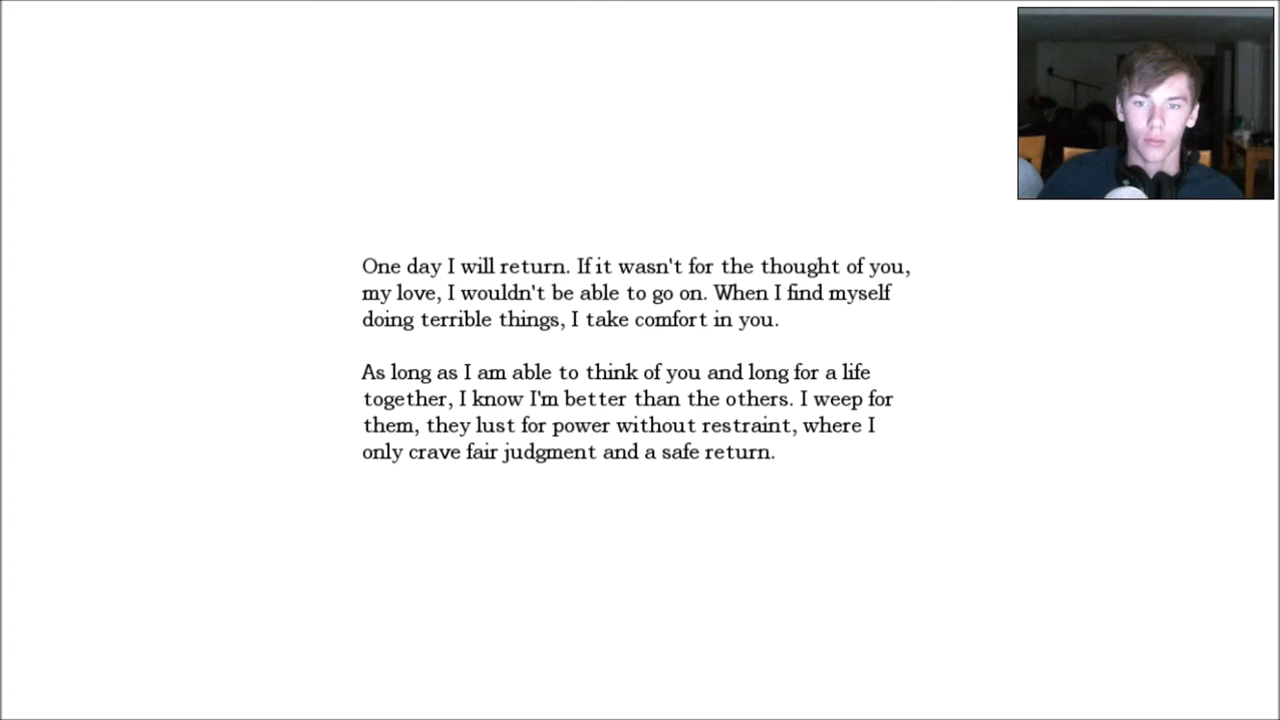 One day I will return. If it wasn't for the thought of you,
my love, I wouldn't be able to go on. When I find myself
doing terrible things, I take comfort in you.
As long as I am able to think of you and long for a life
together, I know I'm better than the others. I weep for
them, they lust for power without restraint, where I
only crave fair judgment and a safe return.